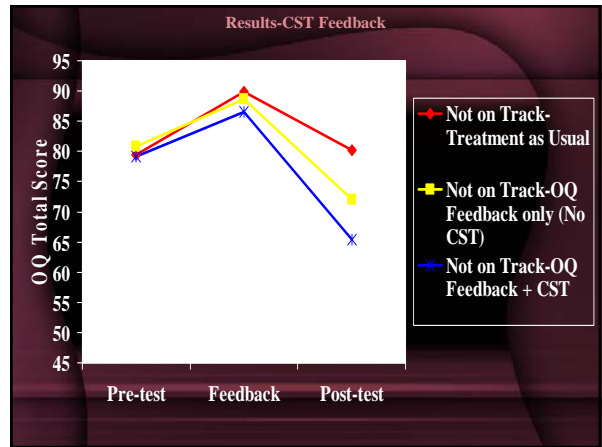 Results-CST Feedback
95
90
85
80
75
70
65
60
55
50
45
OQ Total Score
Pre-test Feedback Post-test
Not on Track-
Treatment as Usual
Not on Track-OQ
Feedback only (No
CST)
Not on Track-OQ
Feedback + CST